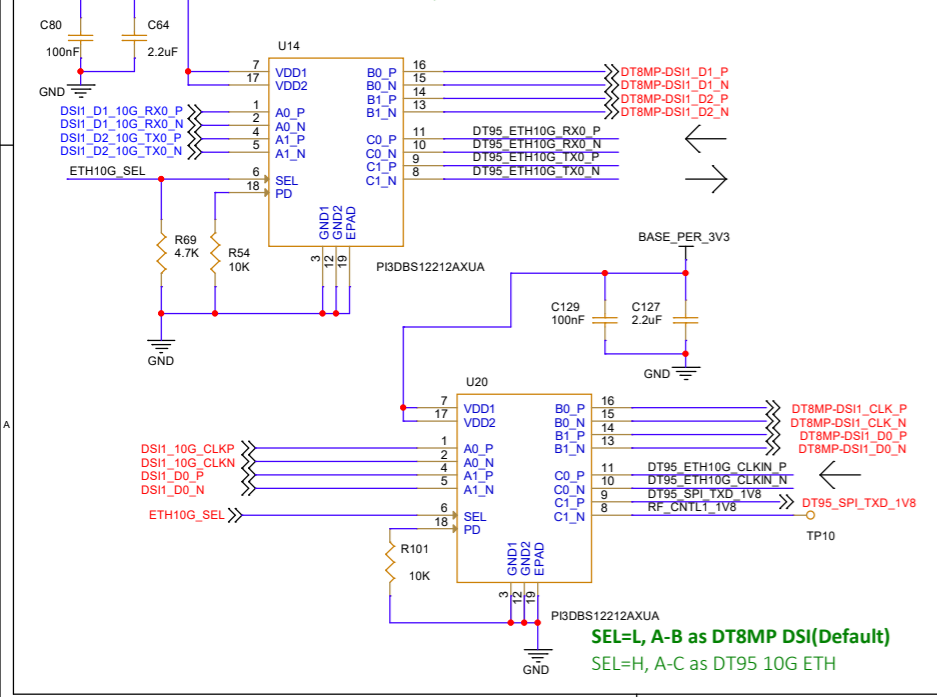 C80
100nF
C64
2.2uF
GND
U14
7 VDD1 B0_P 16 DT8MP-DSI1_D1_P
17 VDD2 B0_N 15 DT8MP-DSI1_D1_N
B1_P 14 DT8MP-DSI1_D2_P
DSI1_D1_10G_RX0_P 1 A0_P B1_N 13 DT8MP-DSI1_D2_N
DSI1_D1_10G_RX0_N 2 A0_N
DSI1_D2_10G_TX0_P 4 A1_P C0_P 11 DT95_ETH10G_RX0_P
DSI1_D2_10G_TX0_N 5 A1_N C0_N 10 DT95_ETH10G_RX0_N
C1_P 9 DT95_ETH10G_TX0_P
ETH10G_SEL 6 SEL C1_N 8 DT95_ETH10G_TX0_N
18 PD
GND1 GND2 EPAD
3 12 19
R69
4.7K
R54
10K
PI3DBS12212AXUA
GND
BASE_PER_3V3
C129
100nF
C127
2.2uF
GND
A
U20
7 VDD1 B0_P 16 DT8MP-DSI1_CLK_P
17 VDD2 B0_N 15 DT8MP-DSI1_CLK_N
B1_P 14 DT8MP-DSI1_D0_P
DSI1_10G_CLKP 1 A0_P B1_N 13 DT8MP-DSI1_D0_N
DSI1_10G_CLKN 2 A0_N
DSI1_D0_P 4 A1_P C0_P 11 DT95_ETH10G_CLKIN_P
DSI1_D0_N 5 A1_N C0_N 10 DT95_ETH10G_CLKIN_N
C1_P 9 DT95_SPI_TXD_1V8 DT95_SPI_TXD_1V8
ETH10G_SEL 6 SEL C1_N 8 RF_CNTL1_1V8
18 PD
TP10
R101
10K
GND1 GND2 EPAD
3 12 19
PI3DBS12212AXUA
GND
SEL=L, A-B as DT8MP DSI(Default)
SEL=H, A-C as DT95 10G ETH